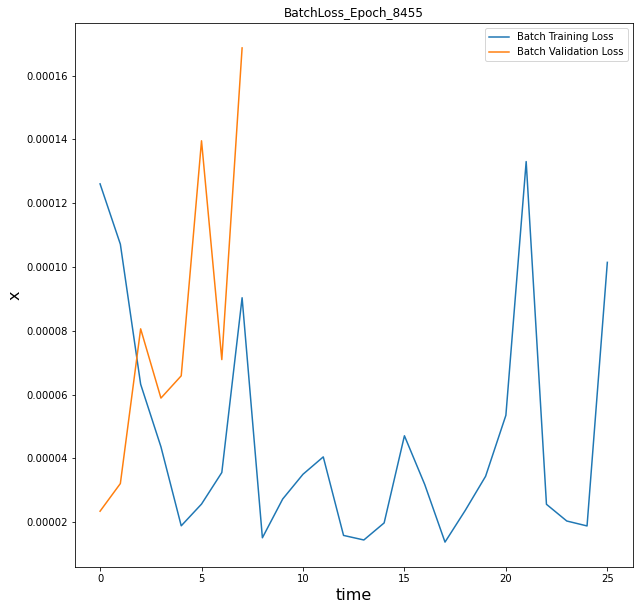 BatchLoss_Epoch_8455
Batch Training Loss
Batch Validation Loss
0.00016
0.00014
0.00012
0.00010
0.00008
0.00006
0.00004
0.00002
x
0 5 10 15 20 25
time